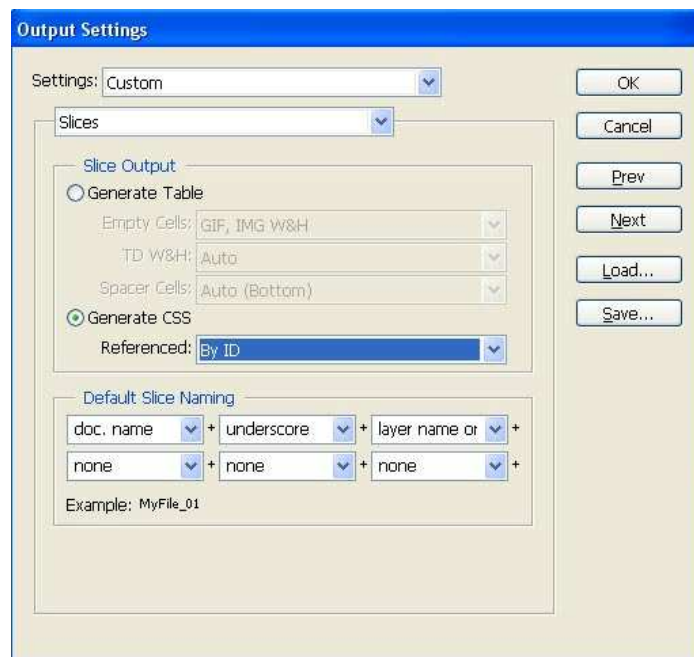 Output Settings
Settings: Custom
OK
Slices
Cancel
Slice Output
Prev
Generate Table
Empty Cells: GIF, IMG W&H
Next
TD W&H: Auto
Load...
Spacer Cells: Auto (Bottom)
Generate CSS
Save...
Referenced: By ID
Default Slice Naming
doc. name + underscore + layer name or +
none + none + none +
Example: MyFile_01